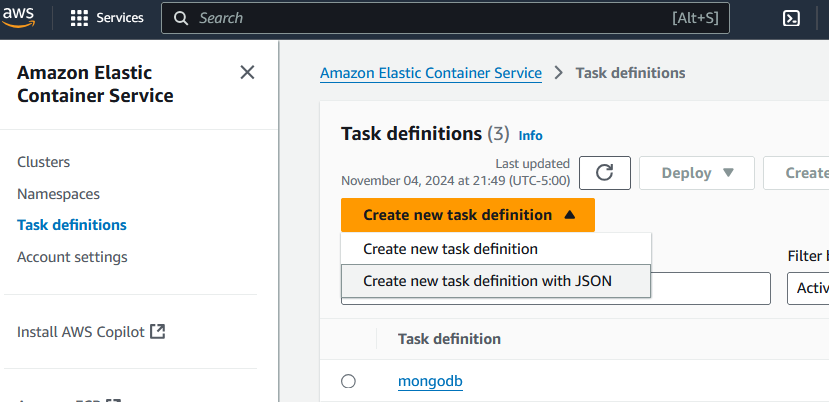 aws
Services
Search
[Alt+S]
Amazon Elastic
Container Service
Clusters
Namespaces
Task definitions
Account settings
Install AWS Copilot
Amazon Elastic Container Service > Task definitions
Task definitions (3) Info
Last updated
November 04, 2024 at 21:49 (UTC-5:00)
Deploy
Create
Create new task definition
Create new task definition
Create new task definition with JSON
Filter
Activ
Task definition
mongodb